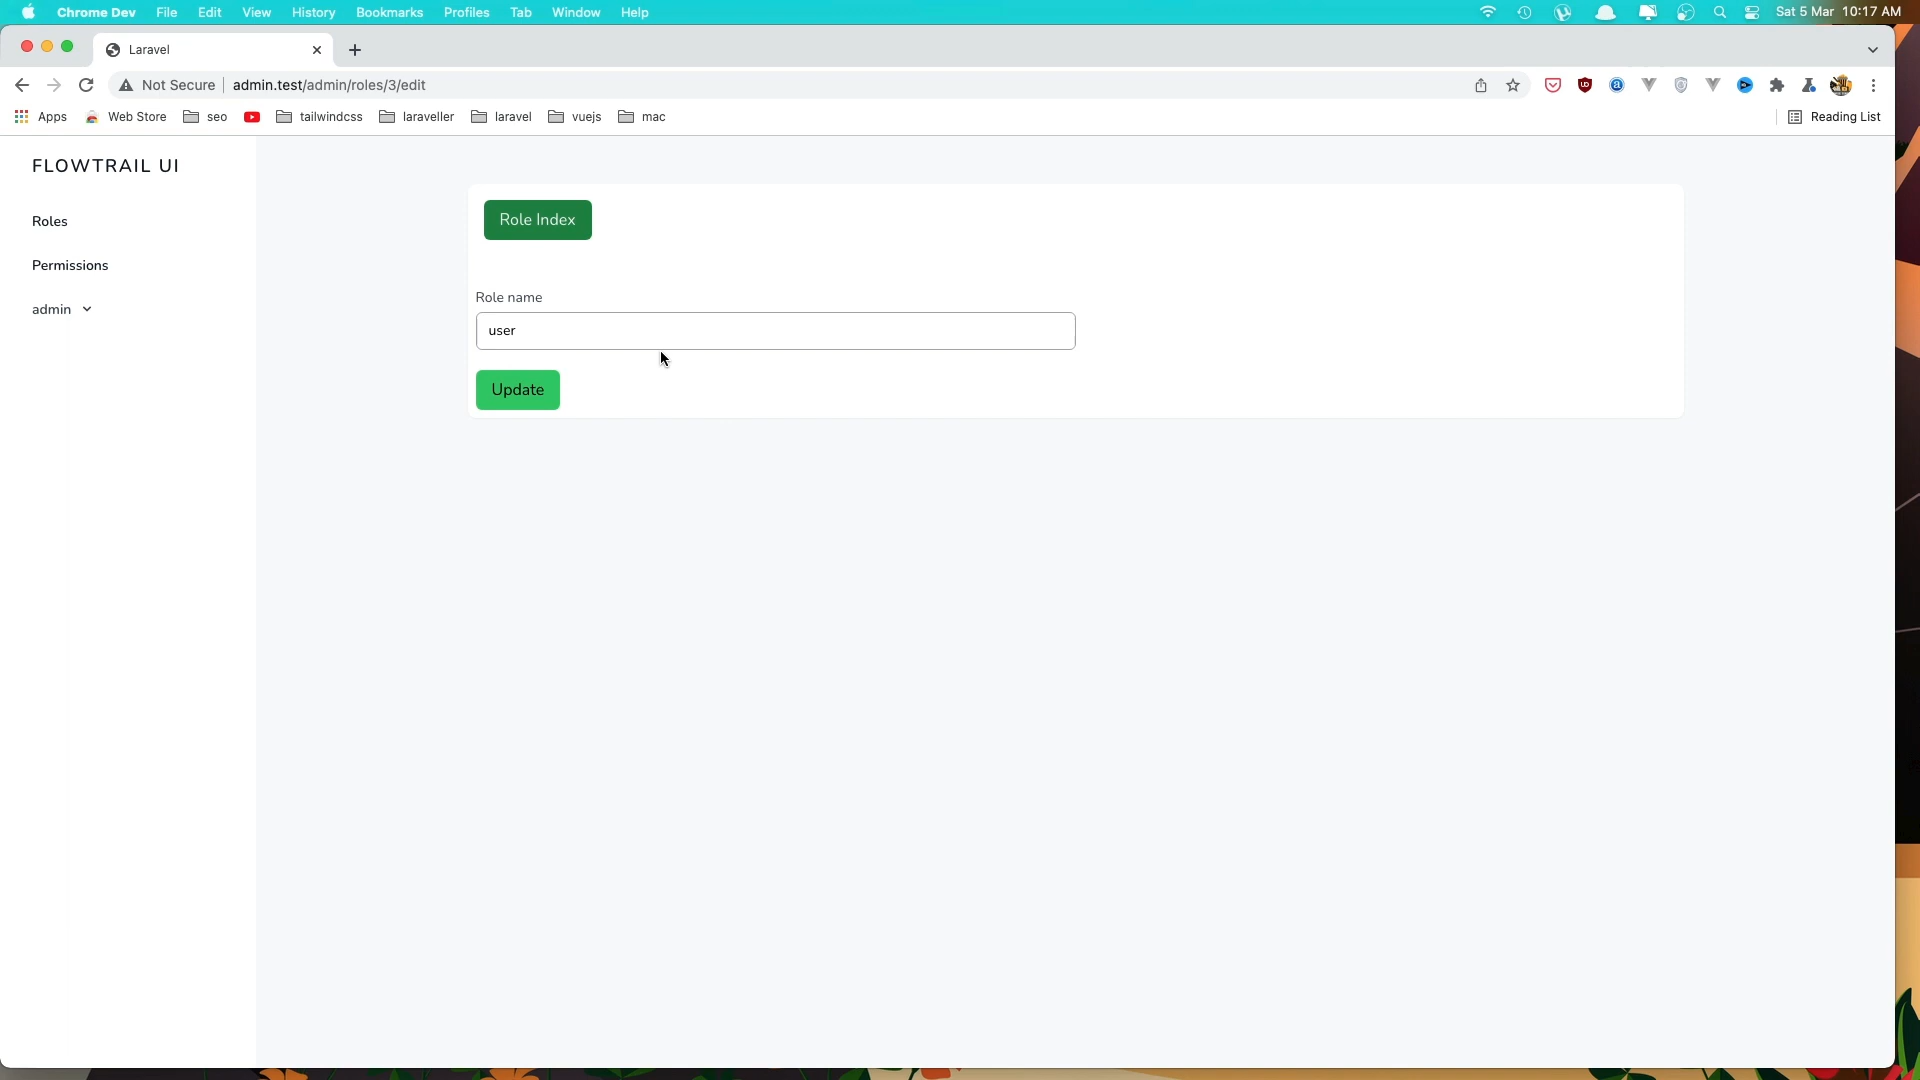 Chrome Dev File Edit View History Bookmarks Profiles Tab Window Help Sat 5 Mar 10:17 AM
Laravel
Not Secure admin.test/admin/roles/3/edit
Apps Web Store seo tailwindcss laraveller laravel vuejs mac Reading List
FLOWTRAIL UI
Roles
Permissions
admin
Role Index
Role name
user
Update